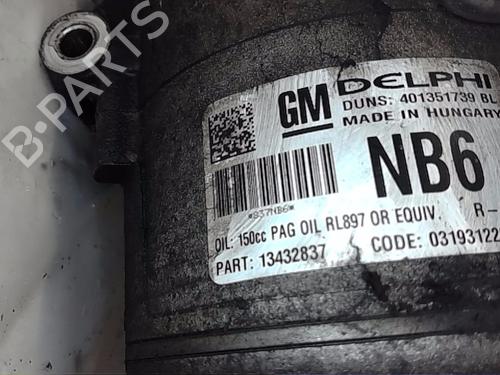 B-PARTS
GM DELPHI
DUNS: 401351739
MADE IN HUNGARY
NB6
*837NB6*
OIL: 150cc PAG OIL RL897 OR EQUIV. R-
PART: 13432837 CODE: 03193122